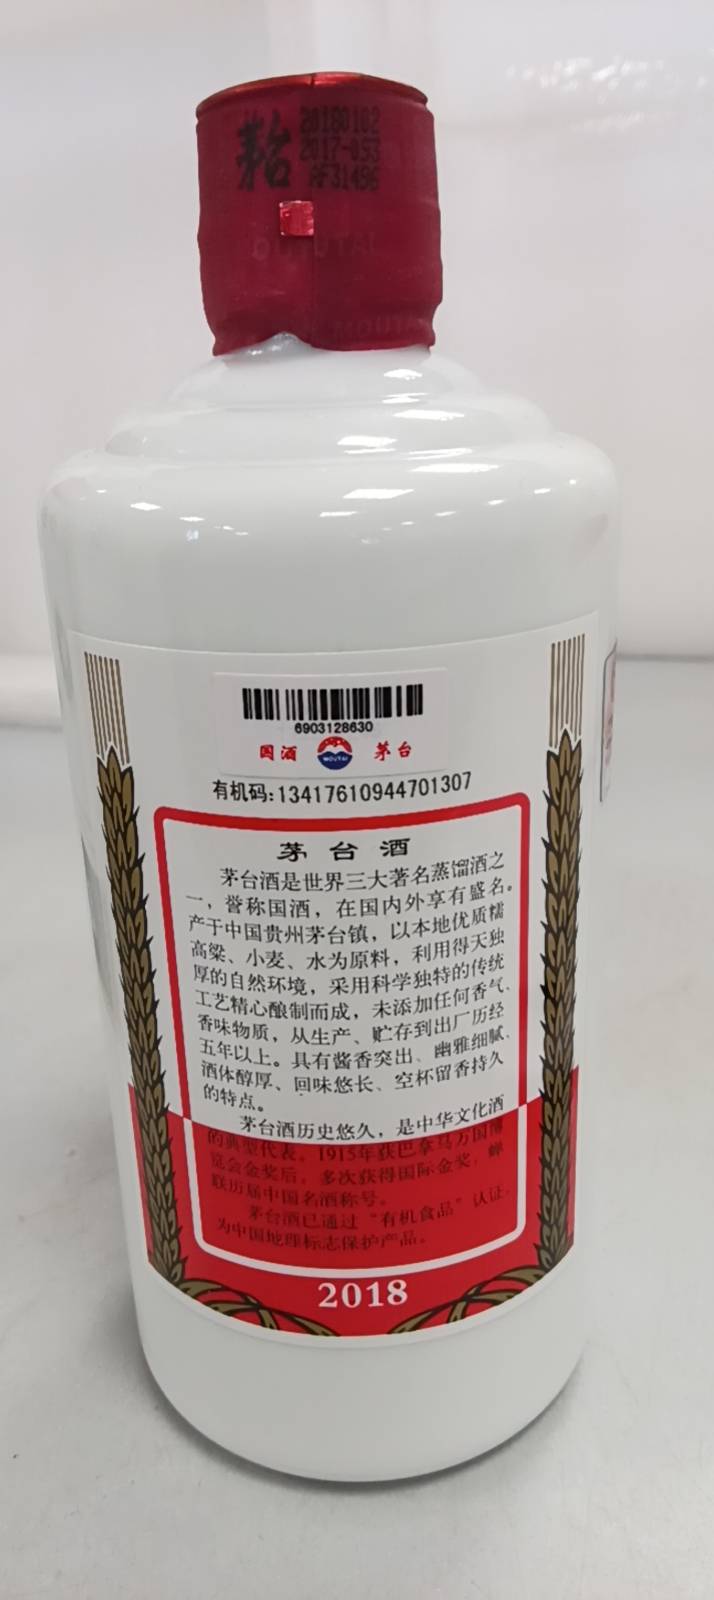 茅台
20180102
2017-053
AF31496
MOUTAI
MOUTAI
6903128630
国酒 MOUTAI 茅台
有机码:13417610944701307
茅台酒
茅台酒是世界三大著名蒸馏酒之
一，誉称国酒，在国内外享有盛名。
产于中国贵州茅台镇，以本地优质糯
高粱、小麦、水为原料，利用得天独
厚的自然环境，采用科学独特的传统
工艺精心酿制而成，未添加任何香气、
香味物质，从生产、贮存到出厂历经
五年以上。具有酱香突出、幽雅细腻、
酒体醇厚、回味悠长、空杯留香持久
的特点。
茅台酒历史悠久，是中华文化酒
的典型代表。1915年获巴拿马万国博
览会金奖后，多次获得国际金奖，蝉
联历届中国名酒称号。
茅台酒已通过“有机食品”认证，
为中国地理标志保护产品。
2018